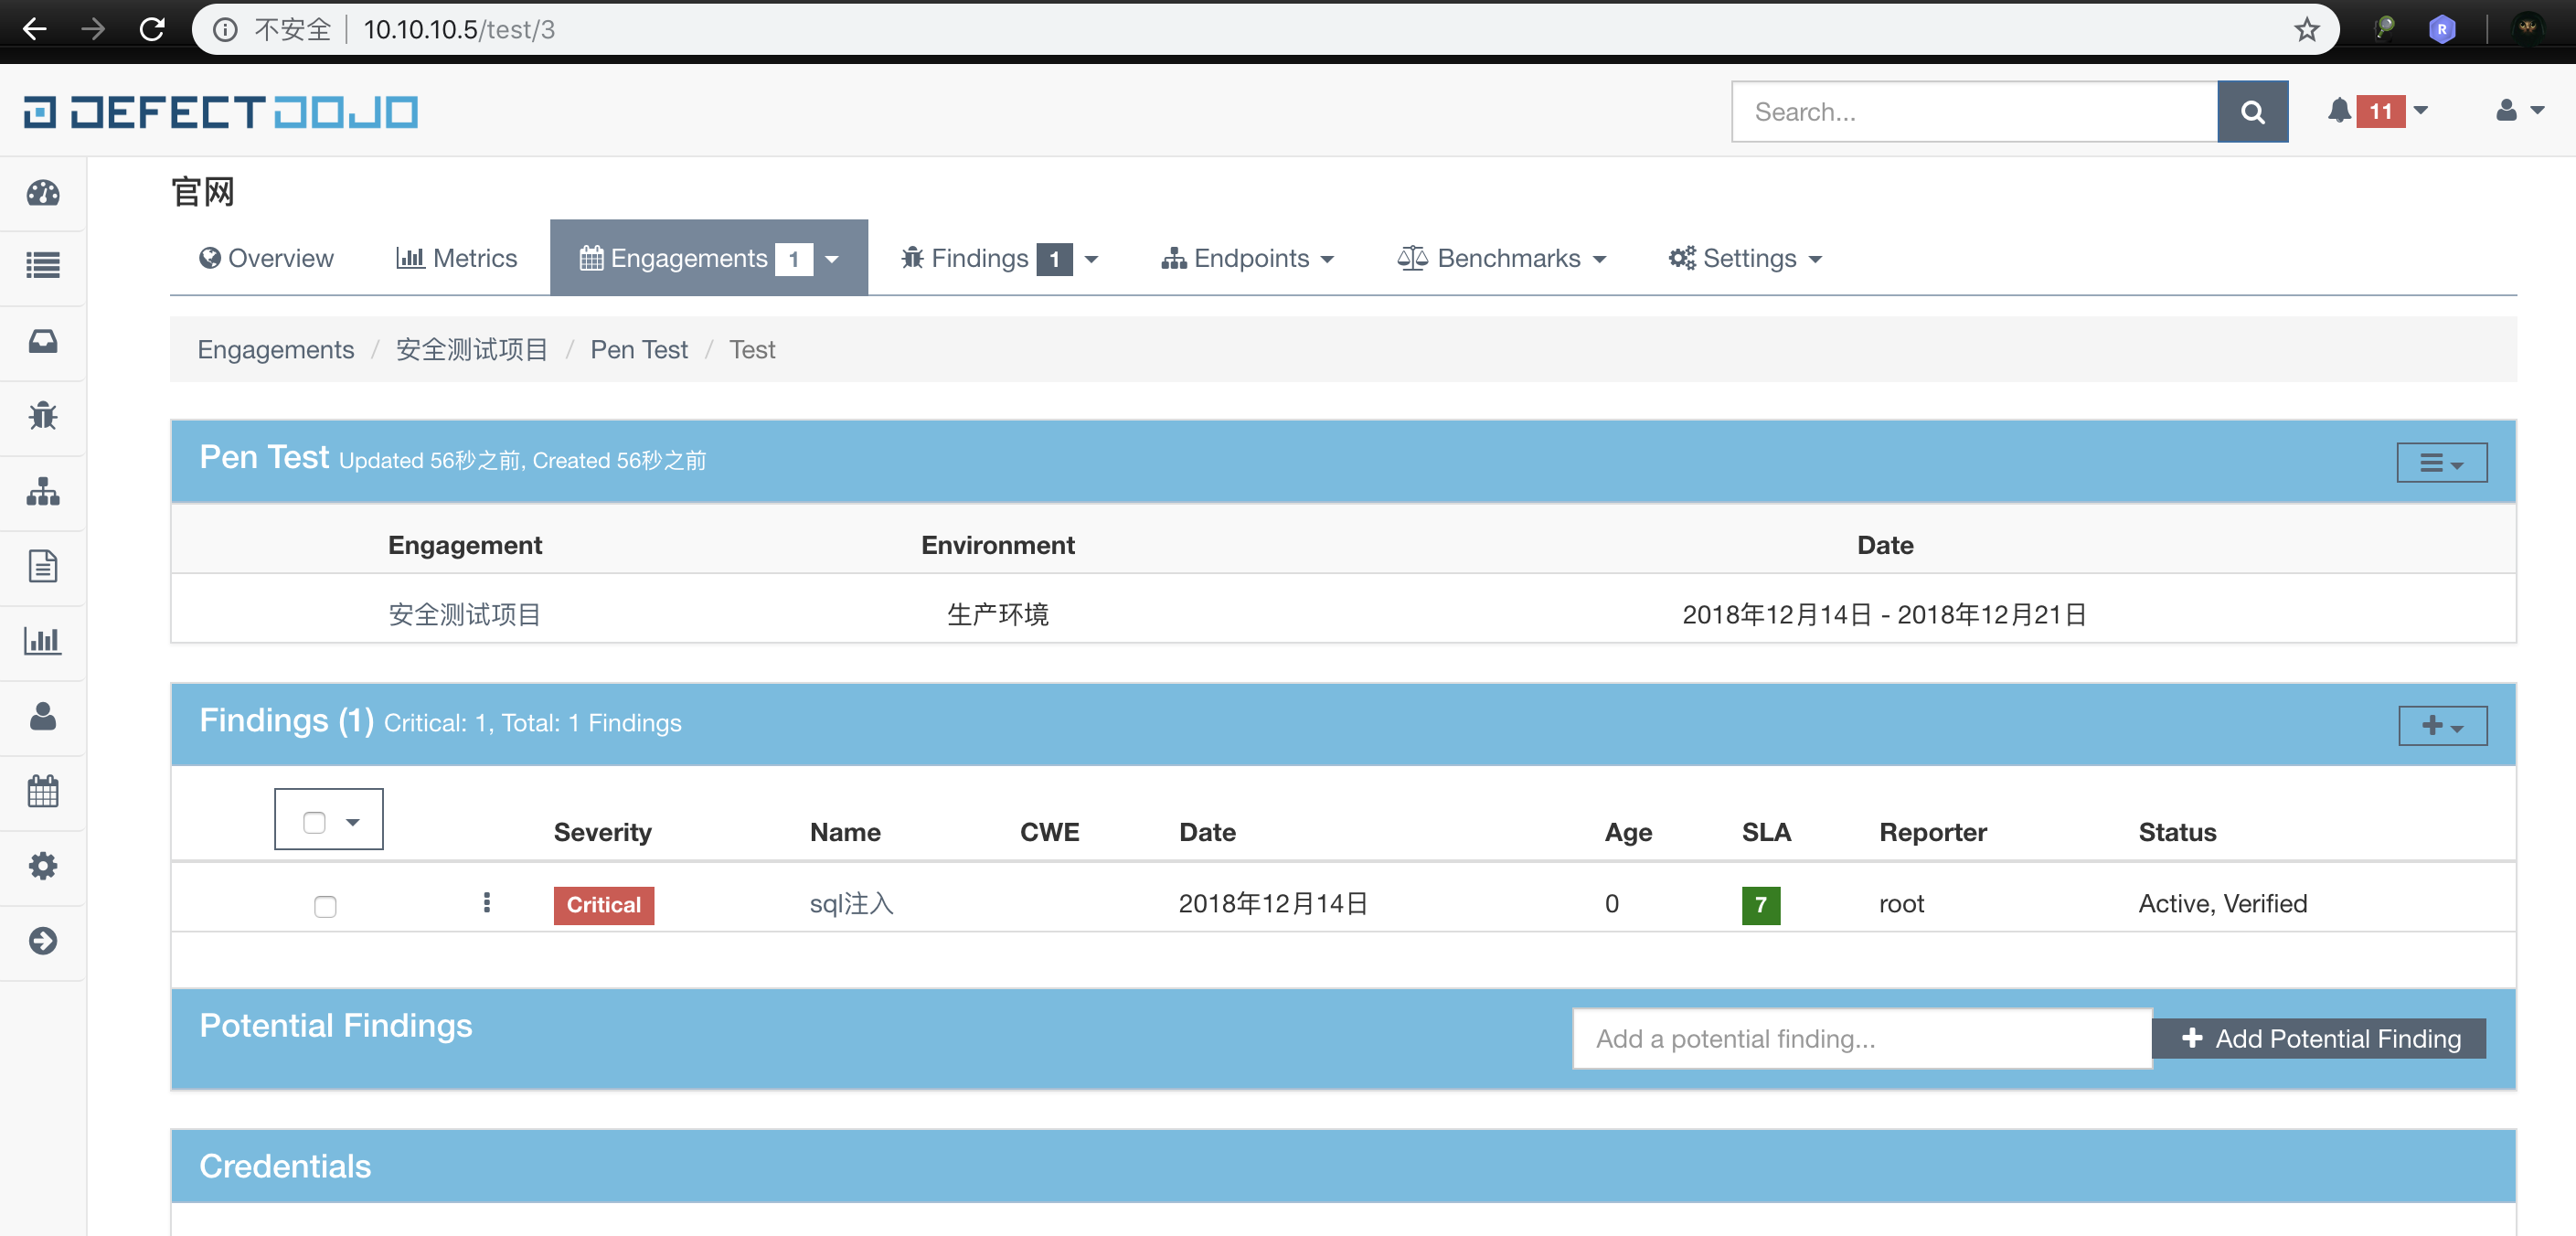 不安全 10.10.10.5/test/3
R
DEFECTDOJO Search... 11
官网
Overview Metrics Engagements 1 Findings 1 Endpoints Benchmarks Settings
Engagements / 安全测试项目 / Pen Test / Test
Pen Test Updated 56秒之前, Created 56秒之前
Engagement Environment Date
安全测试项目 生产环境 2018年12月14日 - 2018年12月21日
Findings (1) Critical: 1, Total: 1 Findings
Severity Name CWE Date Age SLA Reporter Status
Critical sql注入 2018年12月14日 0 7 root Active, Verified
Potential Findings Add a potential finding... Add Potential Finding
Credentials